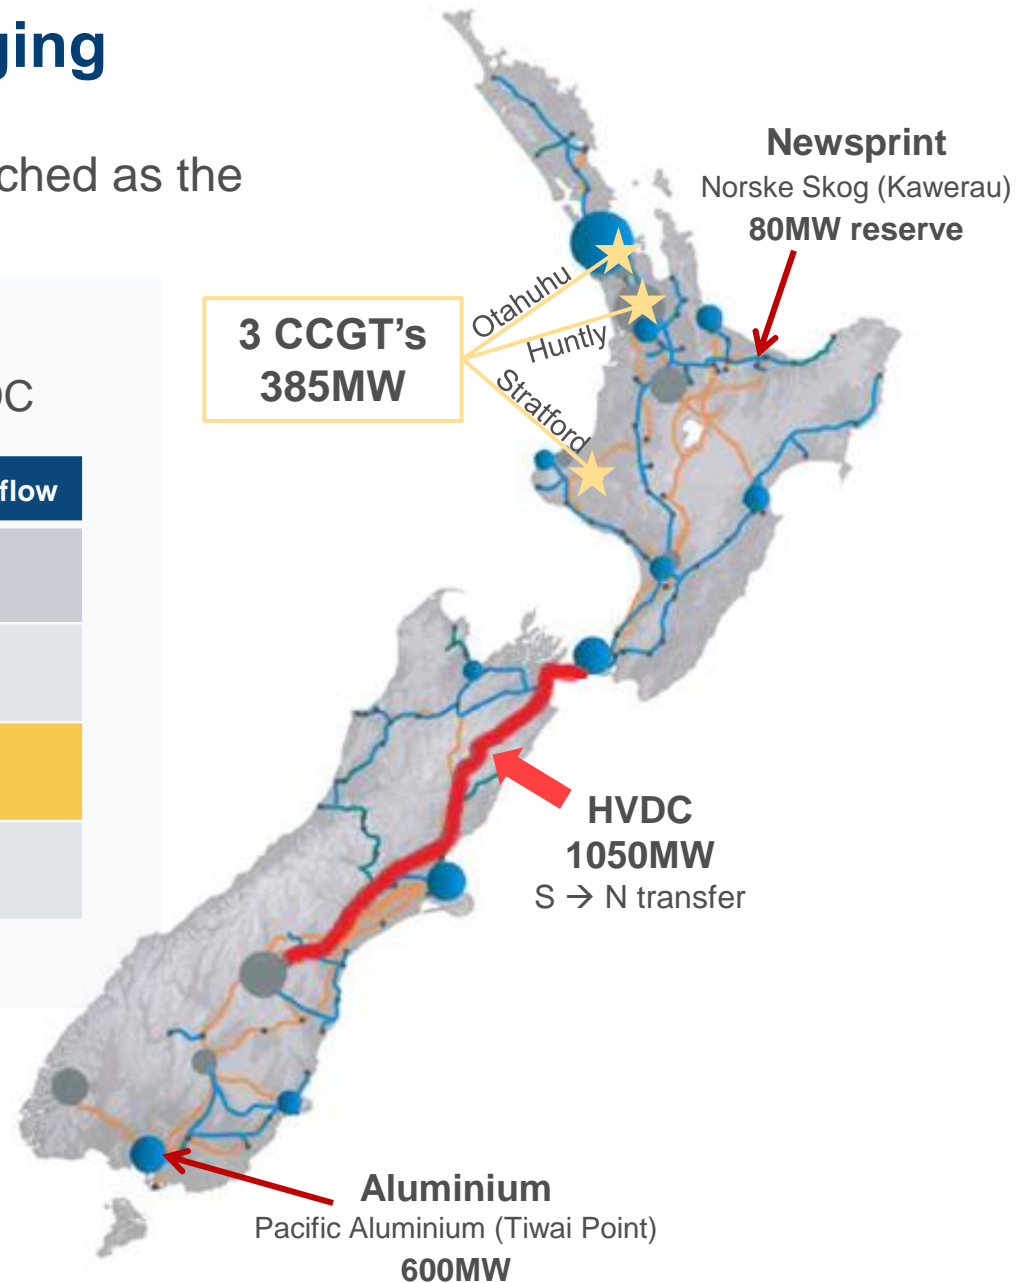 ging
ched as the
Newsprint
Norske Skog (Kawerau)
80MW reserve
3 CCGT's
385MW
Otahuhu
Huntly
Stratford
DC
flow
HVDC
1050MW
S → N transfer
Aluminium
Pacific Aluminium (Tiwai Point)
600MW